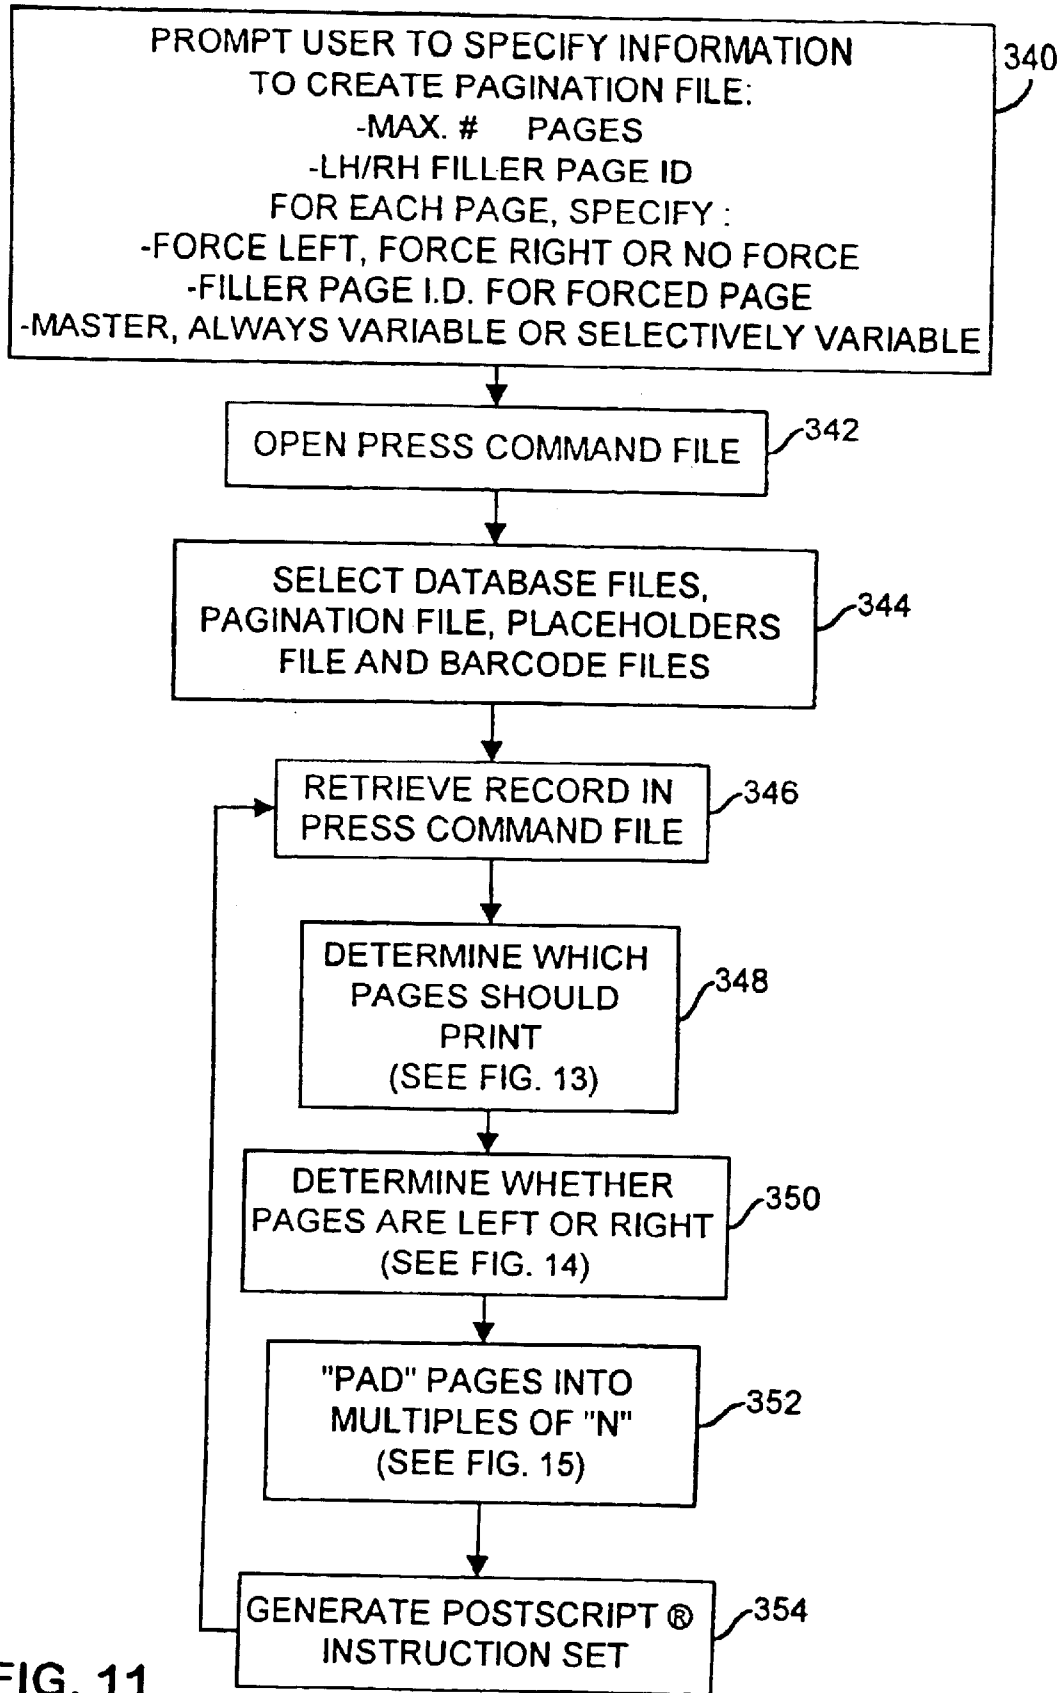 PROMPT USER TO SPECIFY INFORMATION
TO CREATE PAGINATION FILE:
-MAX. # PAGES
-LH/RH FILLER PAGE ID
FOR EACH PAGE, SPECIFY :
-FORCE LEFT, FORCE RIGHT OR NO FORCE
-FILLER PAGE I.D. FOR FORCED PAGE
-MASTER, ALWAYS VARIABLE OR SELECTIVELY VARIABLE
340
OPEN PRESS COMMAND FILE
342
SELECT DATABASE FILES,
PAGINATION FILE, PLACEHOLDERS
FILE AND BARCODE FILES
344
RETRIEVE RECORD IN
PRESS COMMAND FILE
346
DETERMINE WHICH
PAGES SHOULD
PRINT
(SEE FIG. 13)
348
DETERMINE WHETHER
PAGES ARE LEFT OR RIGHT
(SEE FIG. 14)
350
"PAD" PAGES INTO
MULTIPLES OF "N"
(SEE FIG. 15)
352
GENERATE POSTSCRIPT ®
INSTRUCTION SET
354
FIG. 11